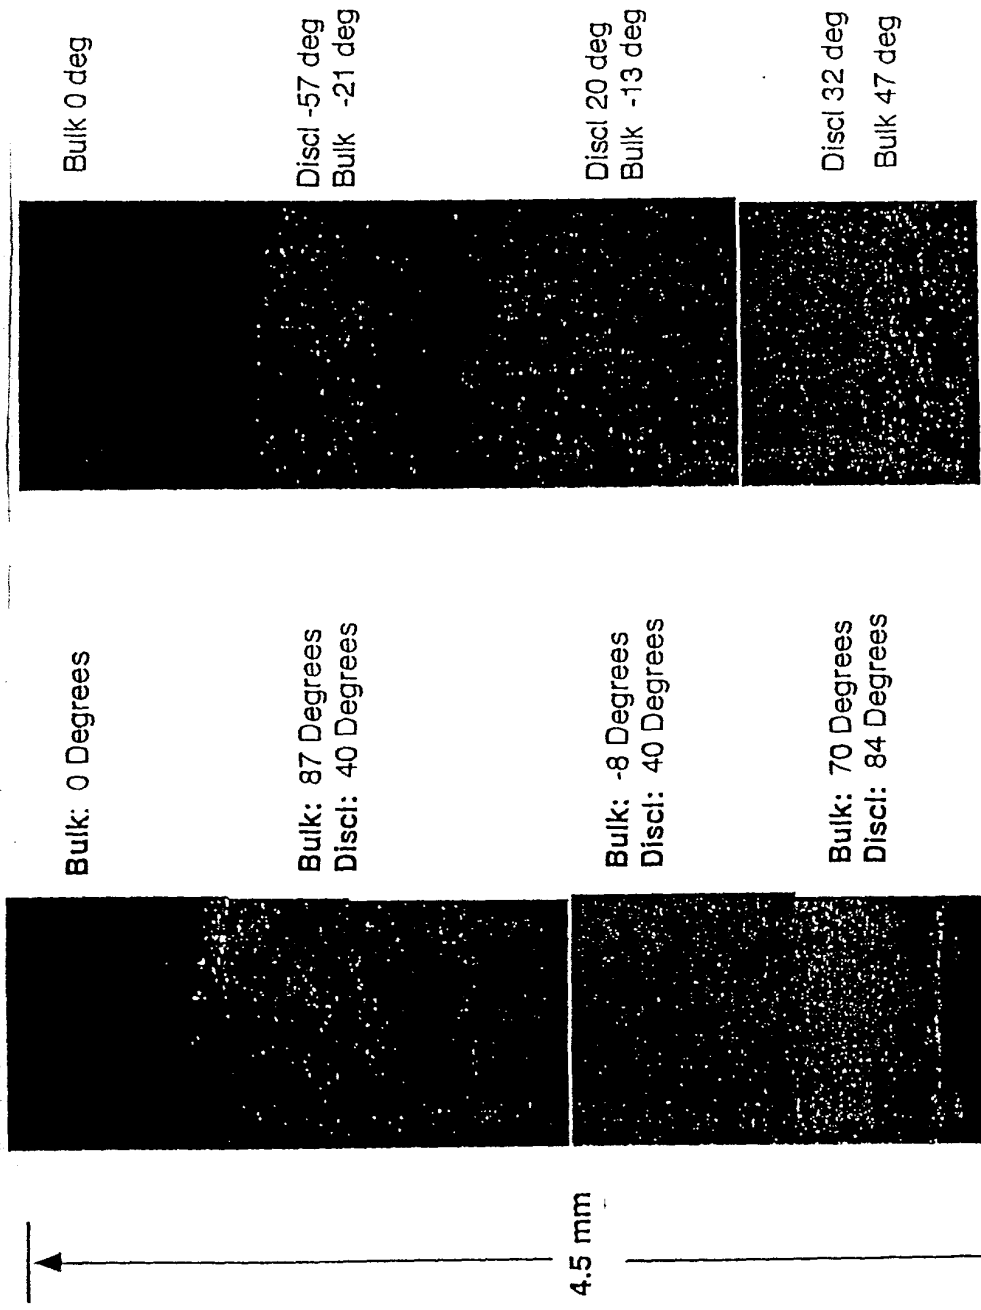 Bulk 0 deg
Discl -57 deg
Bulk -21 deg
Discl 20 deg
Bulk -13 deg
Discl 32 deg
Bulk 47 deg
Bulk: 0 Degrees
Bulk: 87 Degrees
Discl: 40 Degrees
Bulk: -8 Degrees
Discl: 40 Degrees
Bulk: 70 Degrees
Discl: 84 Degrees
4.5 mm